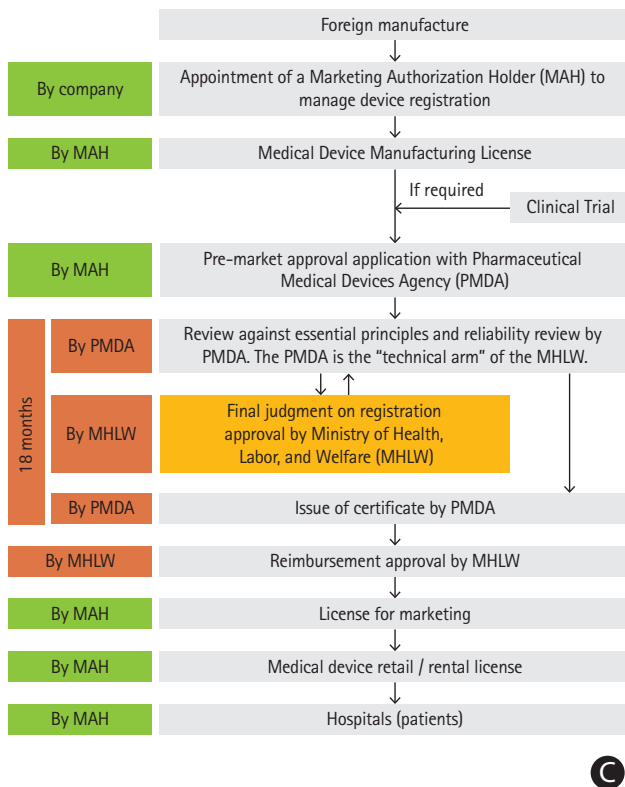 Foreign manufacture
By company
Appointment of a Marketing Authorization Holder (MAH) to
manage device registration
By MAH
Medical Device Manufacturing License
If required
Clinical Trial
By MAH
Pre-market approval application with Pharmaceutical
Medical Devices Agency (PMDA)
18 months
By PMDA
Review against essential principles and reliability review by
PMDA. The PMDA is the “technical arm” of the MHLW.
By MHLW
Final judgment on registration
approval by Ministry of Health,
Labor, and Welfare (MHLW)
By PMDA
Issue of certificate by PMDA
By MHLW
Reimbursement approval by MHLW
By MAH
License for marketing
By MAH
Medical device retail / rental license
By MAH
Hospitals (patients)
C